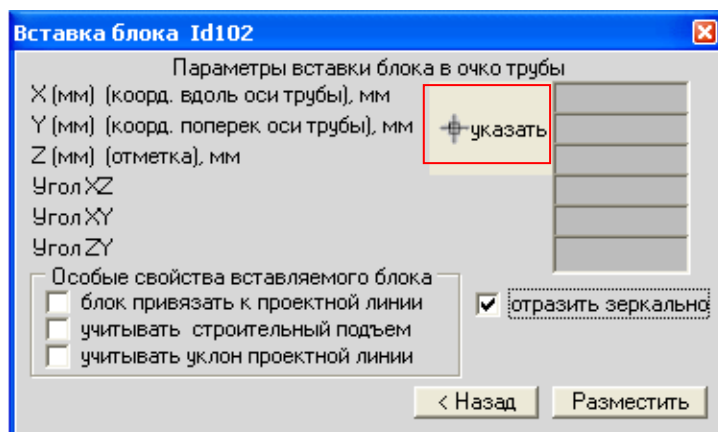 Вставка блока Id102
Параметры вставки блока в очко трубы
X (мм) (коорд. вдоль оси трубы), мм
Y (мм) (коорд. поперек оси трубы), мм
указать
Z (мм) (отметка), мм
Угол XZ
Угол XY
Угол ZY
Особые свойства вставляемого блока
блок привязать к проектной линии
отразить зеркально
учитывать строительный подъем
учитывать уклон проектной линии
< Назад
Разместить